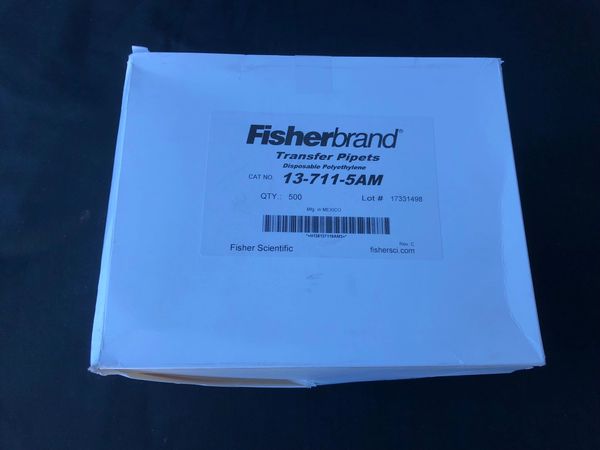 Fisherbrand®
Transfer Pipets
Disposable Polyethylene
CAT NO. 13-711-5AM
QTY.: 500 Lot # 17331498
Mfg. in MEXICO
Rev. C
Fisher Scientific fishersci.com